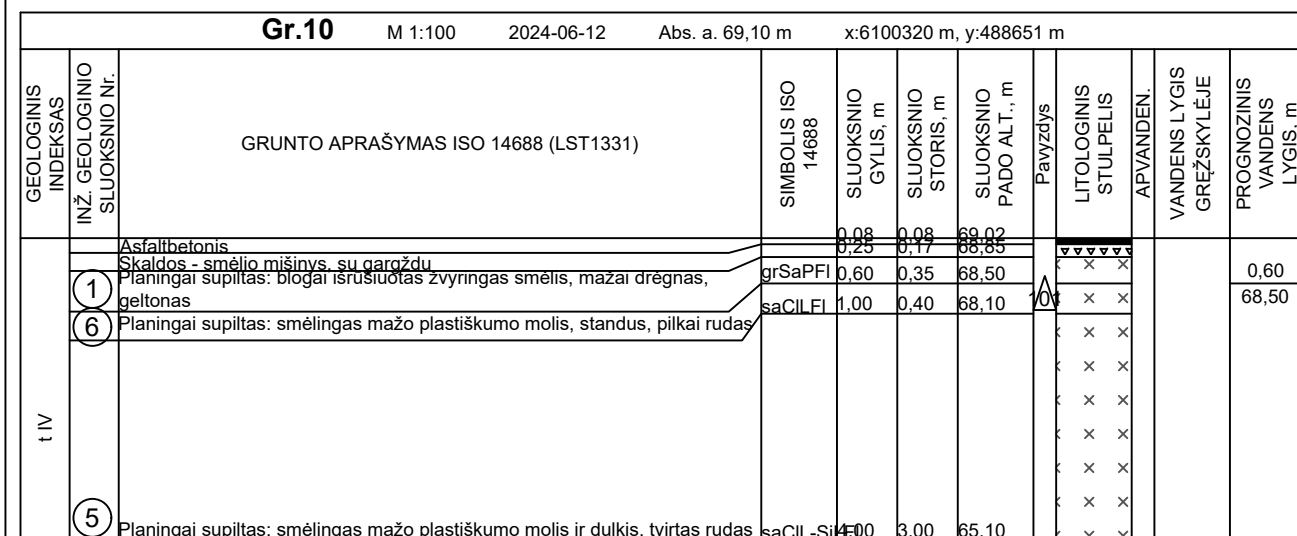 Gr.10 M 1:100 2024-06-12 Abs. a. 69,10 m x:6100320 m, y:488651 m
GEOLOGINIS
INDEKSAS
INŽ. GEOLOGINIO
SLUOKSNIO Nr.
GRUNTO APRAŠYMAS ISO 14688 (LST1331)
SIMBOLIS ISO
14688
SLUOKSNIO
GYLIS, m
SLUOKSNIO
STORIS, m
SLUOKSNIO
PADO ALT., m
Pavyzdys
LITOLOGINIS
STULPELIS
APVANDEN.
VANDENS LYGIS
GRĘŽSKYLĖJE
PROGNOZINIS
VANDENS
LYGIS, m
0,08 0,08 69,02
Asfaltbetonis 0,25 0,17 68,85
Skaldos - smėlio mišinys, su gargždu
1 Planingai supiltas: blogai išrūšiuotas žvyringas smėlis, mažai drėgnas, grSaPFI 0,60 0,35 68,50 0,60
geltonas saClLFI 1,00 0,40 68,10 101 68,50
6 Planingai supiltas: smėlingas mažo plastiškumo molis, standus, pilkai rudas
t IV
5 Planingai supiltas: smėlingas mažo plastiškumo molis ir dulkis, tvirtas rudas saClL-SiLFI 4,00 3,00 65,10